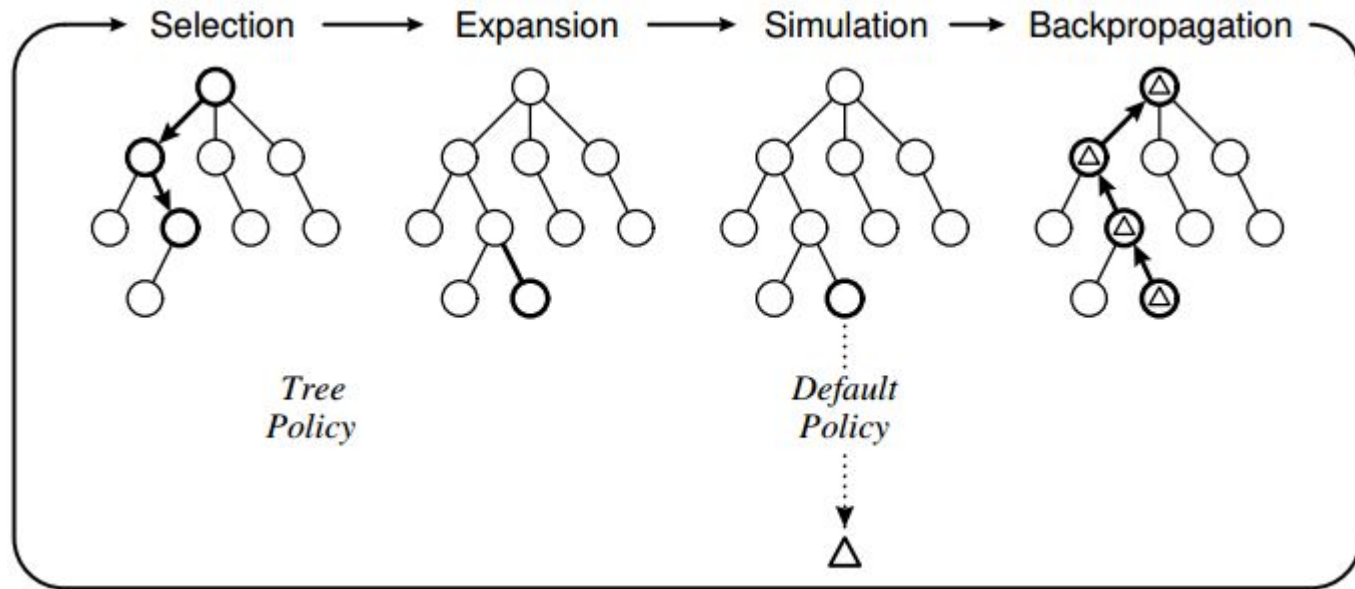 Selection
Expansion
Simulation
Backpropagation
Tree
Policy
Default
Policy